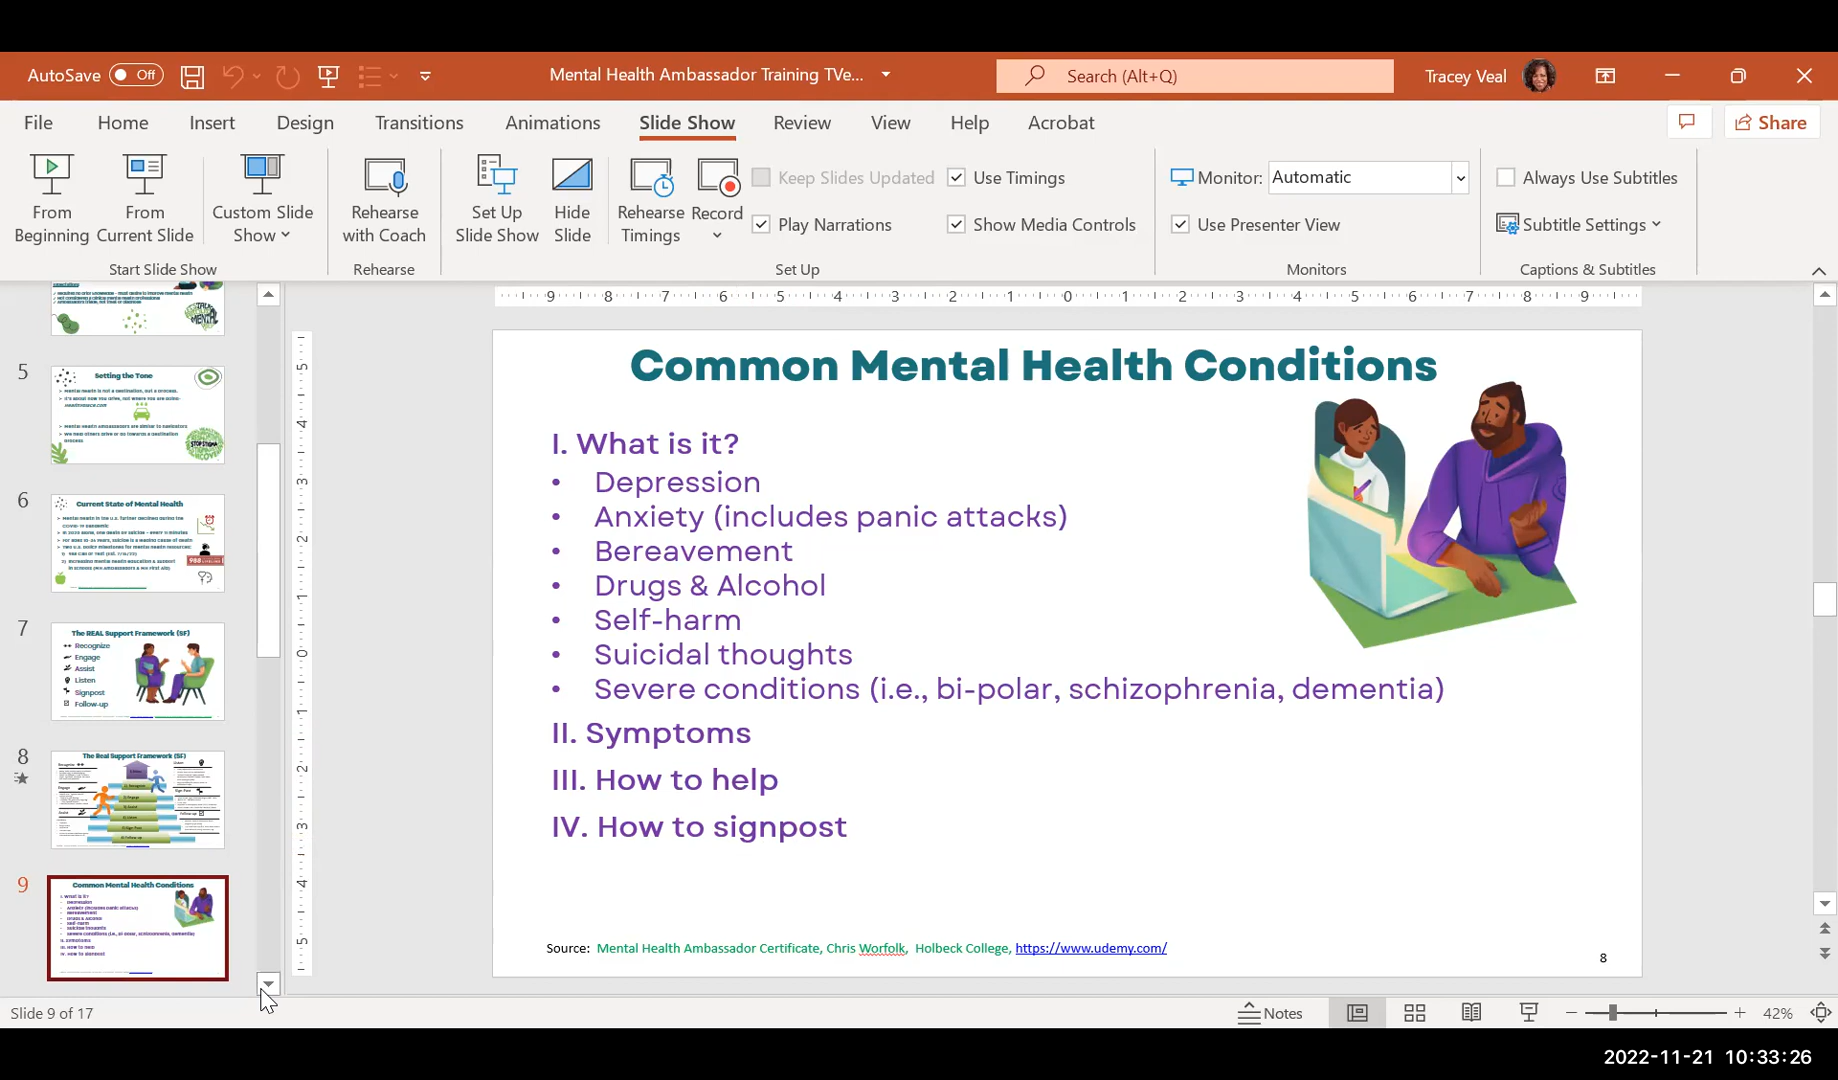 AutoSave Off
Mental Health Ambassador Training TVe...
Search (Alt+Q)
Tracey Veal
File Home Insert Design Transitions Animations Slide Show Review View Help Acrobat
Share
From Beginning
From Current Slide
Custom Slide Show
Rehearse with Coach
Set Up Slide Show
Hide Slide
Rehearse Timings
Record
Keep Slides Updated
Use Timings
Play Narrations
Show Media Controls
Monitor: Automatic
Use Presenter View
Always Use Subtitles
Subtitle Settings
Start Slide Show
Rehearse
Set Up
Monitors
Captions & Subtitles
5
Setting the Tone
6
Current State of Mental Health
7
The REAL Support Framework (SF)
Recognize
Engage
Assist
Listen
Signpost
Follow-up
8
The Real Support Framework (SF)
9
Common Mental Health Conditions
Common Mental Health Conditions
I. What is it?
• Depression
• Anxiety (includes panic attacks)
• Bereavement
• Drugs & Alcohol
• Self-harm
• Suicidal thoughts
• Severe conditions (i.e., bi-polar, schizophrenia, dementia)
II. Symptoms
III. How to help
IV. How to signpost
Source: Mental Health Ambassador Certificate, Chris Worfolk, Holbeck College, https://www.udemy.com/
8
Slide 9 of 17
Notes
42%
2022-11-21 10:33:26